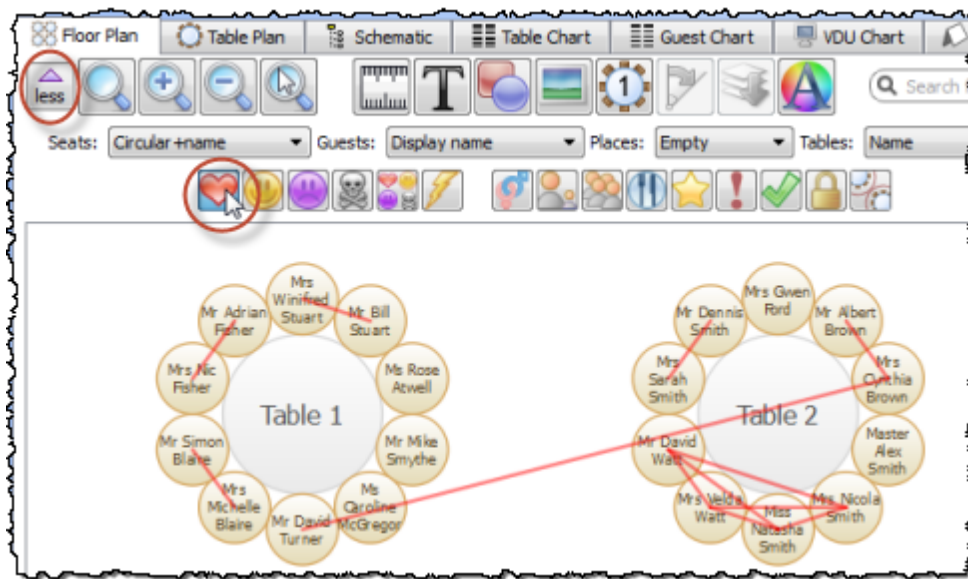 Floor Plan Table Plan Schematic Table Chart Guest Chart VDU Chart
less
1
T
A
Search
Seats: Circular +name Guests: Display name Places: Empty Tables: Name
Mrs
Winifred
Stuart
Mr Bill
Stuart
Ms Rose
Atwell
Mr Mike
Smythe
Ms
Caroline
McGregor
Mr David
Turner
Mrs
Michelle
Blaire
Mr Simon
Blaire
Mrs Nic
Fisher
Mr Adrian
Fisher
Table 1
Mrs Gwen
Ford
Mr Albert
Brown
Mrs
Cynthia
Brown
Master
Alex
Smith
Mrs Nicola
Smith
Miss
Natasha
Smith
Mrs Velda
Watt
Mr David
Watt
Mrs
Sarah
Smith
Mr Dennis
Smith
Table 2